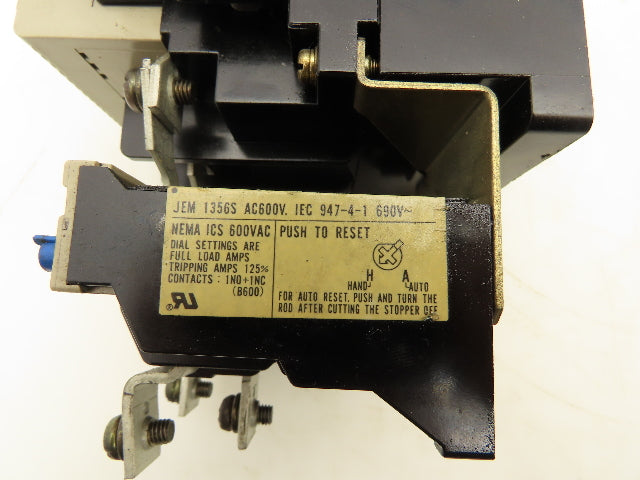 JEM 1356S AC600V. IEC 947-4-1 690V~
NEMA ICS 600VAC
DIAL SETTINGS ARE
FULL LOAD AMPS
TRIPPING AMPS 125%
CONTACTS : 1NO+1NC
(B600)
PUSH TO RESET
H A
HAND AUTO
FOR AUTO RESET, PUSH AND TURN THE
ROD AFTER CUTTING THE STOPPER OFF